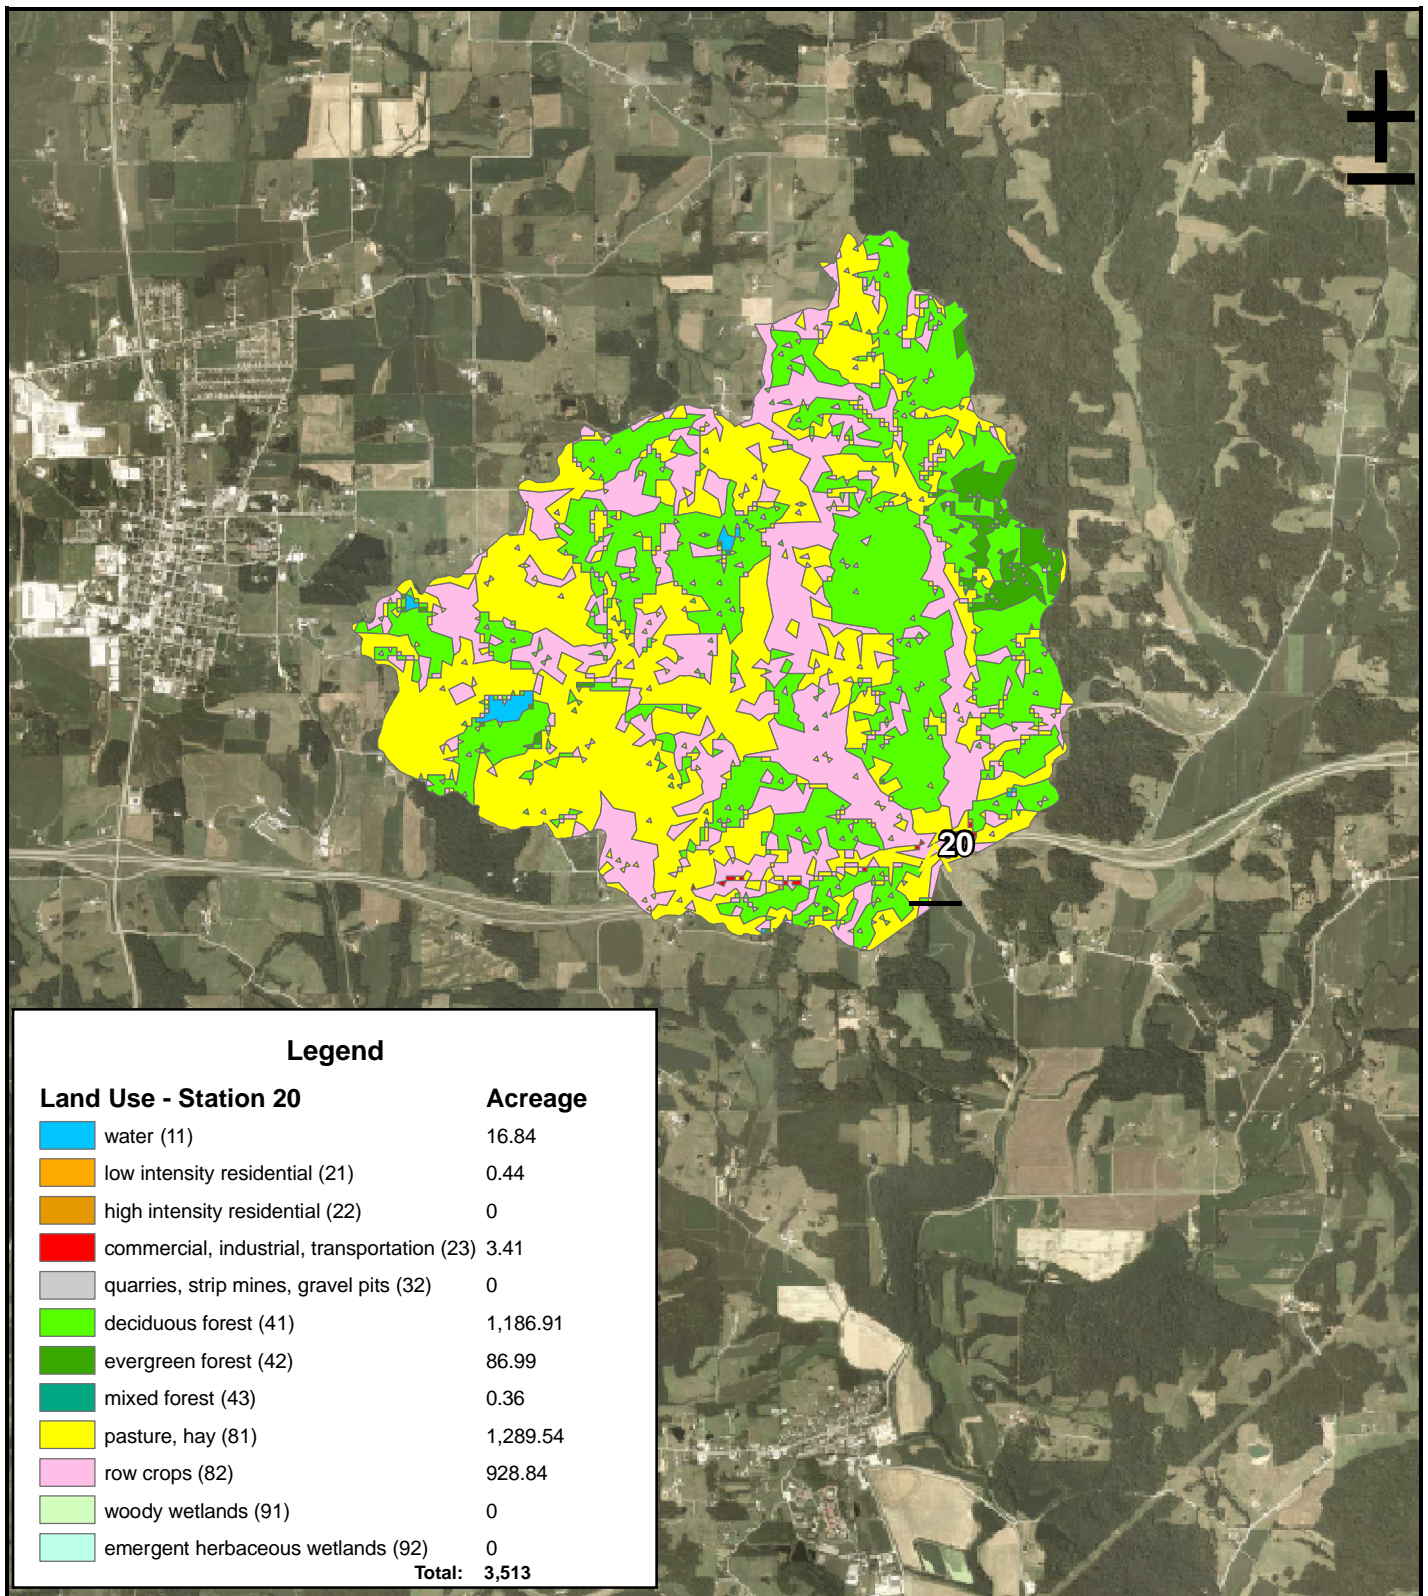 20
Legend
Land Use - Station 20 Acreage
water (11) 16.84
low intensity residential (21) 0.44
high intensity residential (22) 0
commercial, industrial, transportation (23) 3.41
quarries, strip mines, gravel pits (32) 0
deciduous forest (41) 1,186.91
evergreen forest (42) 86.99
mixed forest (43) 0.36
pasture, hay (81) 1,289.54
row crops (82) 928.84
woody wetlands (91) 0
emergent herbaceous wetlands (92) 0
Total: 3,513